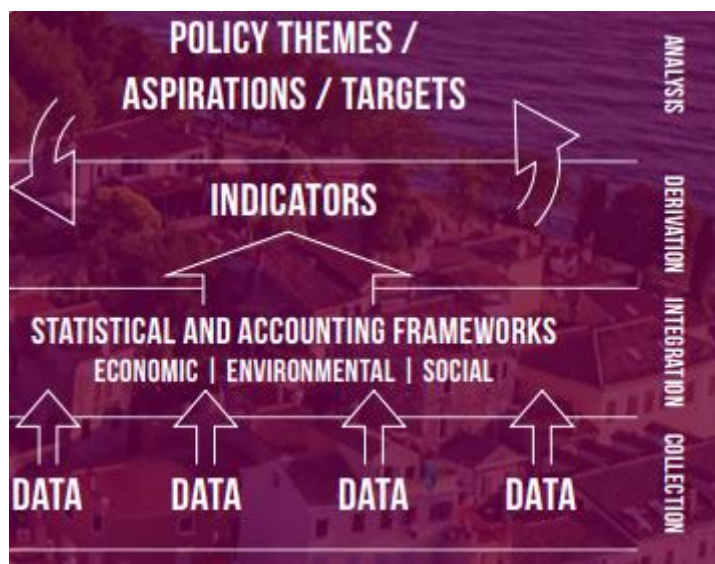 POLICY THEMES /
ASPIRATIONS / TARGETS
ANALYSIS
INDICATORS
DERIVATION
STATISTICAL AND ACCOUNTING FRAMEWORKS
ECONOMIC | ENVIRONMENTAL | SOCIAL
INTEGRATION
DATA DATA DATA DATA
COLLECTION